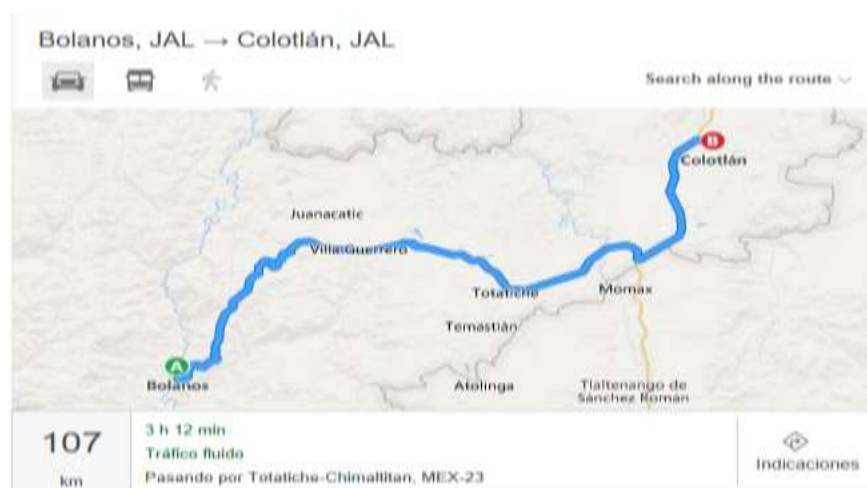 Bolanos, JAL → Colotlán, JAL
Search along the route
Colotlán
Juanacatic
Villa Guerrero
Totatiche
Momax
Temastián
Bolanos
Atolinga
Tlaltenango de
Sánchez Román
A
B
107
km
3 h 12 min
Tráfico fluido
Pasando por Totatiche-Chimaltitan, MEX-23
Indicaciones